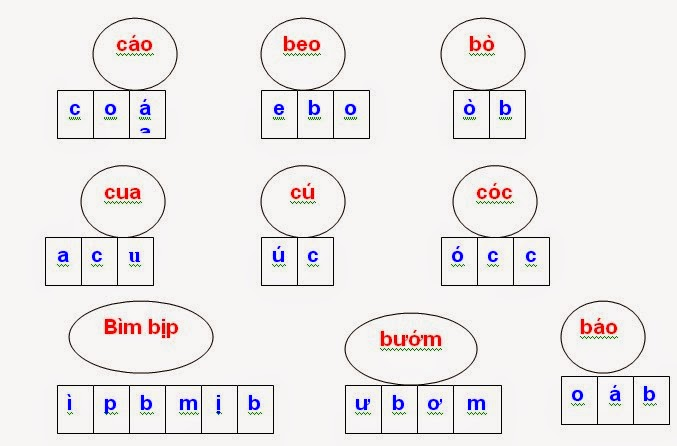 cáo beo bò
c o á e b o ò b
a
cua cú cóc
a c u ú c ó c c
Bìm bịp bướm báo
ì p b m ị b ư b ơ m o á b